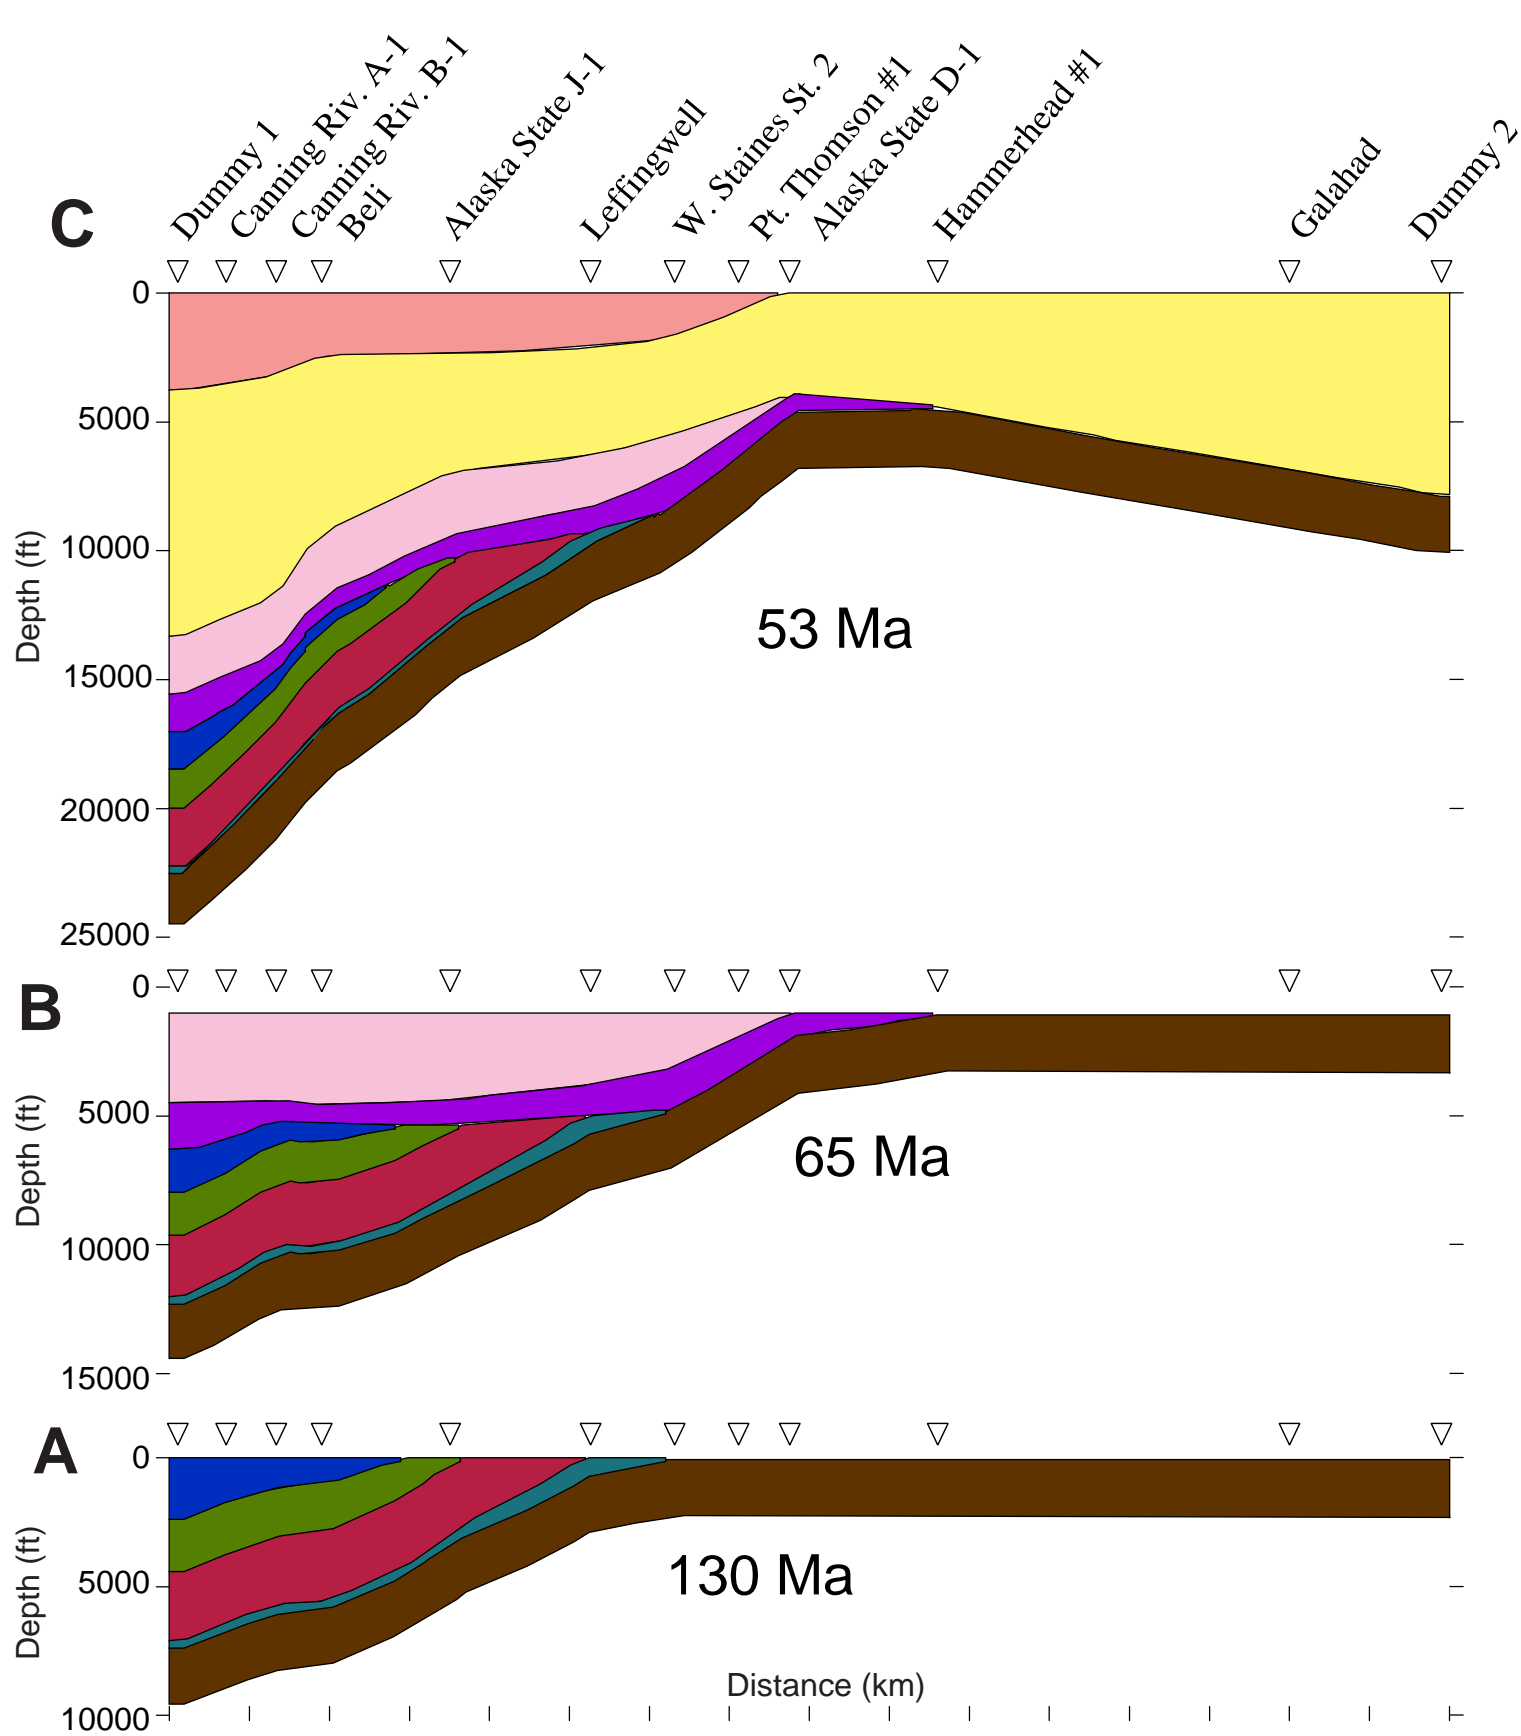 Dummy 1
Canning Riv. A-1
Canning Riv. B-1
Beli
Alaska State J-1
Leffingwell
W. Staines St. 2
Pt. Thomson #1
Alaska State D-1
Hammerhead #1
Galahad
Dummy 2
C
0
5000
10000
15000
20000
25000
Depth (ft)
53 Ma
B
0
5000
10000
15000
Depth (ft)
65 Ma
A
0
5000
10000
Depth (ft)
130 Ma
Distance (km)